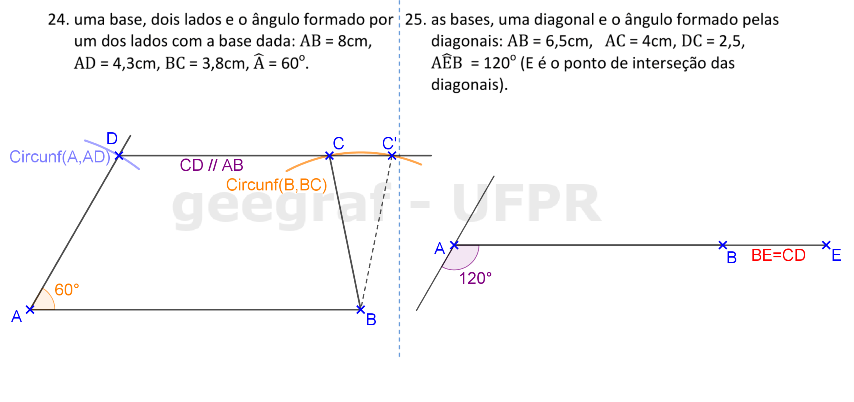 24. uma base, dois lados e o ângulo formado por
um dos lados com a base dada: AB = 8cm,
AD = 4,3cm, BC = 3,8cm, Â = 60º.
D
C
C'
Circunf(A,AD)
CD // AB
Circunf(B,BC)
60°
A
B
25. as bases, uma diagonal e o ângulo formado pelas
diagonais: AB = 6,5cm, AC = 4cm, DC = 2,5,
AÊB = 120º (E é o ponto de interseção das
diagonais).
geegraf - UFPR
A
B
BE=CD
E
120°